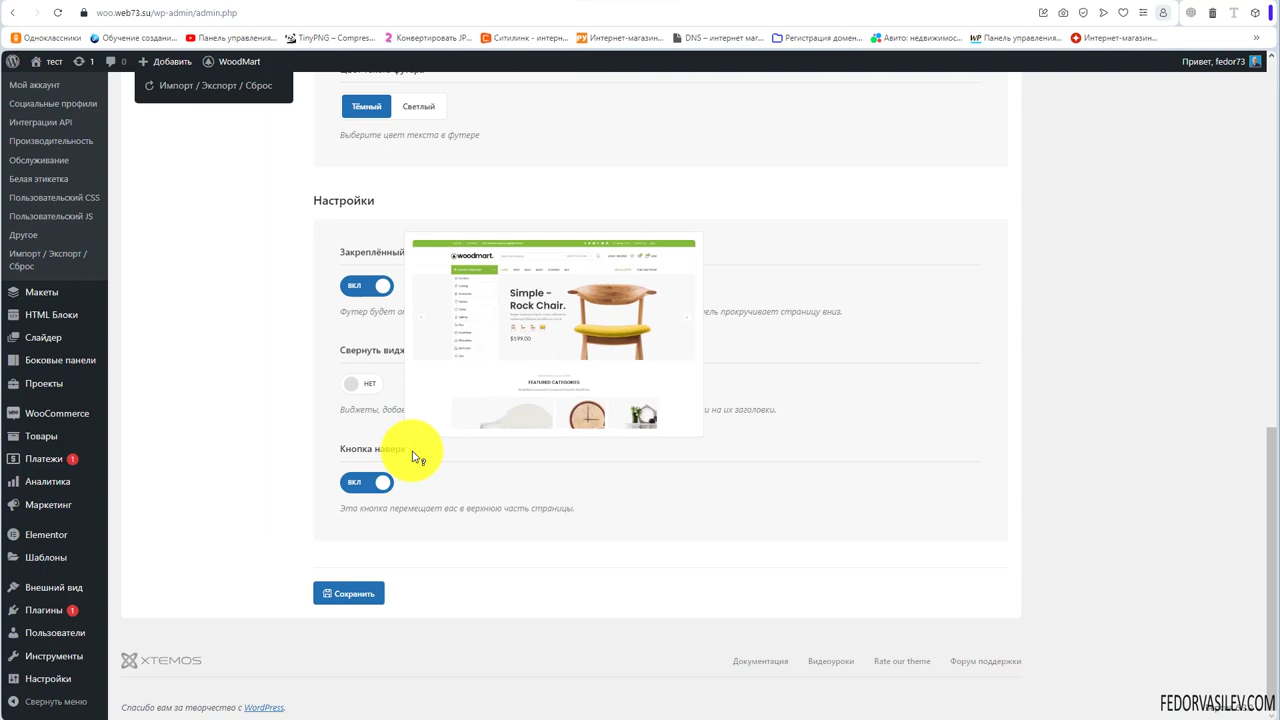 woo.web73.su/wp-admin/admin.php
Одноклассники
Обучение создани...
Панель управления...
TinyPNG – Compres...
Конвертировать JP...
Ситилинк - интерн...
Интернет-магазин...
DNS – интернет маг...
Регистрация домен...
Авито: недвижимос...
Панель управления...
Интернет-магазин...
тест
1
0
Добавить
WoodMart
Привет, fedor73
Мой аккаунт
Социальные профили
Интеграции API
Производительность
Обслуживание
Белая этикетка
Пользовательский CSS
Пользовательский JS
Другое
Импорт / Экспорт /
Сброс
Макеты
HTML Блоки
Слайдер
Боковые панели
Проекты
WooCommerce
Товары
Платежи 1
Аналитика
Маркетинг
Elementor
Шаблоны
Внешний вид
Плагины 1
Пользователи
Инструменты
Настройки
Свернуть меню
Импорт / Экспорт / Сброс
Цвет текста футера
Тёмный
Светлый
Выберите цвет текста в футере
Настройки
Закреплённый
ВКЛ
Футер будет о
ель прокручивает страницу вниз.
Свернуть видж
НЕТ
Виджеты, добав
и на их заголовки.
woodmart.
Simple -
Rock Chair.
$199.00
FEATURED CATEGORIES
Кнопка наверх
ВКЛ
Эта кнопка перемещает вас в верхнюю часть страницы.
Сохранить
XTEMOS
Документация
Видеоуроки
Rate our theme
Форум поддержки
Спасибо вам за творчество с WordPress.
FEDORVASILEV.COM